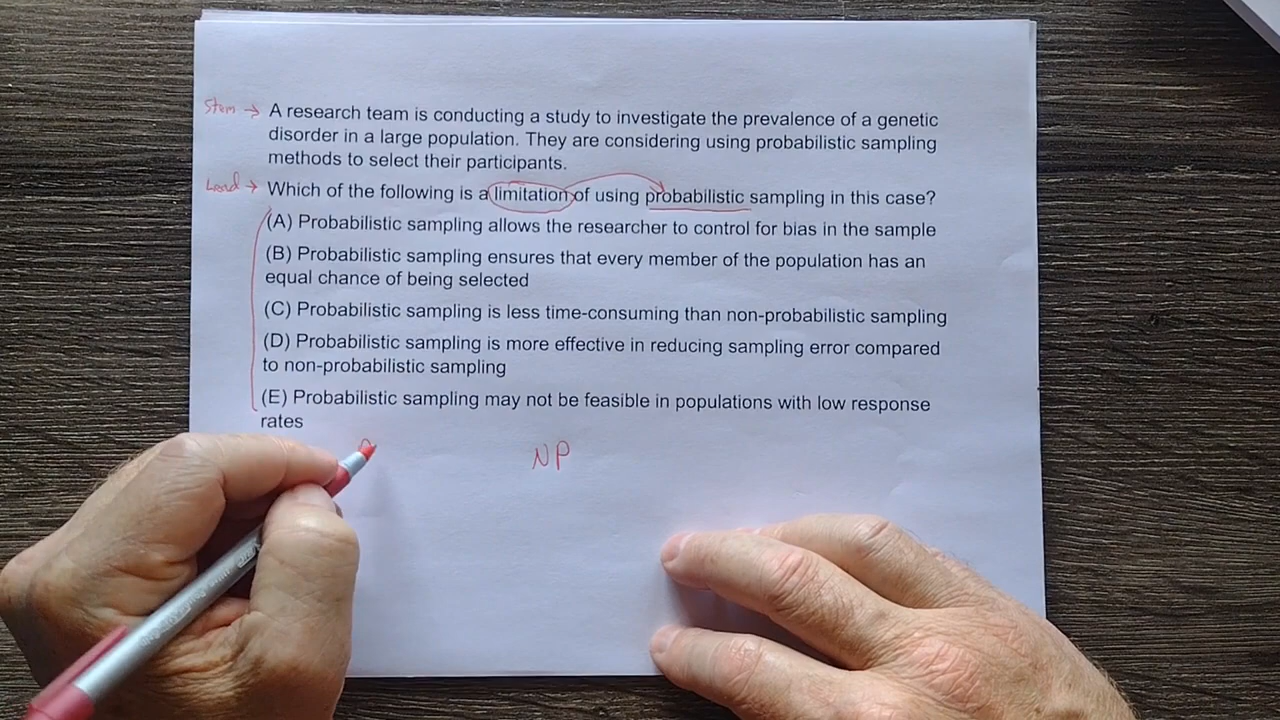 Stem → A research team is conducting a study to investigate the prevalence of a genetic
disorder in a large population. They are considering using probabilistic sampling
methods to select their participants.
Lead → Which of the following is a limitation of using probabilistic sampling in this case?
(A) Probabilistic sampling allows the researcher to control for bias in the sample
(B) Probabilistic sampling ensures that every member of the population has an
equal chance of being selected
(C) Probabilistic sampling is less time-consuming than non-probabilistic sampling
(D) Probabilistic sampling is more effective in reducing sampling error compared
to non-probabilistic sampling
(E) Probabilistic sampling may not be feasible in populations with low response
rates
NP